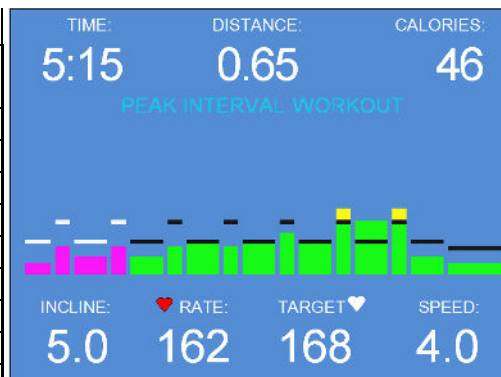 TIME: DISTANCE: CALORIES:
5:15 0.65 46
PEAK INTERVAL WORKOUT
INCLINE: RATE: TARGET SPEED:
5.0 162 168 4.0